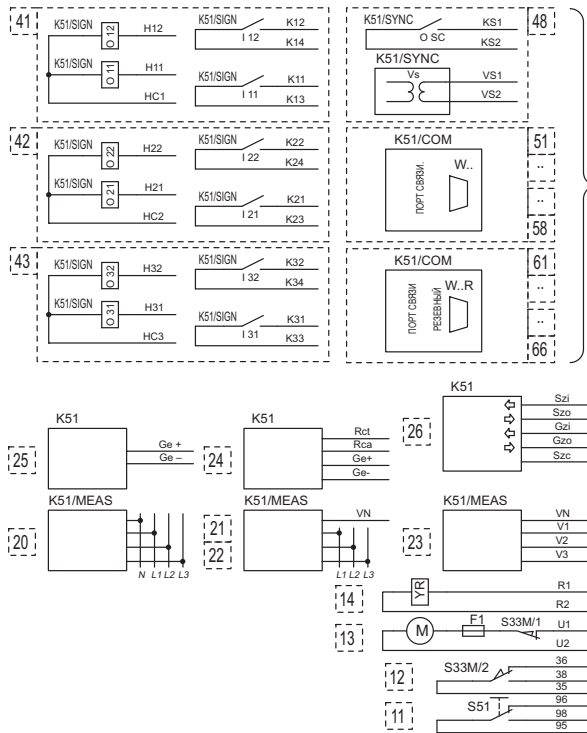 41
K51/SIGN
O 12
H12
K51/SIGN
K12
I 12
K14
K51/SIGN
O 11
H11
K51/SIGN
K11
I 11
K13
HC1
K51/SYNC
KS1
48
O SC
KS2
K51/SYNC
Vs
VS1
VS2
42
K51/SIGN
O 22
H22
K51/SIGN
K22
I 22
K24
K51/SIGN
O 21
H21
K51/SIGN
K21
I 21
K23
HC2
K51/COM
51
ПОРТ СВЯЗИ.
W..
..
..
58
43
K51/SIGN
O 32
H32
K51/SIGN
K32
I 32
K34
K51/SIGN
O 31
H31
K51/SIGN
K31
I 31
K33
HC3
K51/COM
61
ПОРТ СВЯЗИ
РЕЗЕВНЫЙ
W..R
..
..
66
25
K51
Ge +
Ge –
24
K51
Rct
Rca
Ge+
Ge-
26
K51
Szi
Szo
Gzi
Gzo
Szc
20
K51/MEAS
N L1 L2 L3
21
22
K51/MEAS
VN
L1 L2 L3
23
K51/MEAS
VN
V1
V2
V3
14
YR
R1
R2
13
M
F1
S33M/1
U1
U2
12
S33M/2
36
38
35
11
S51
96
98
95